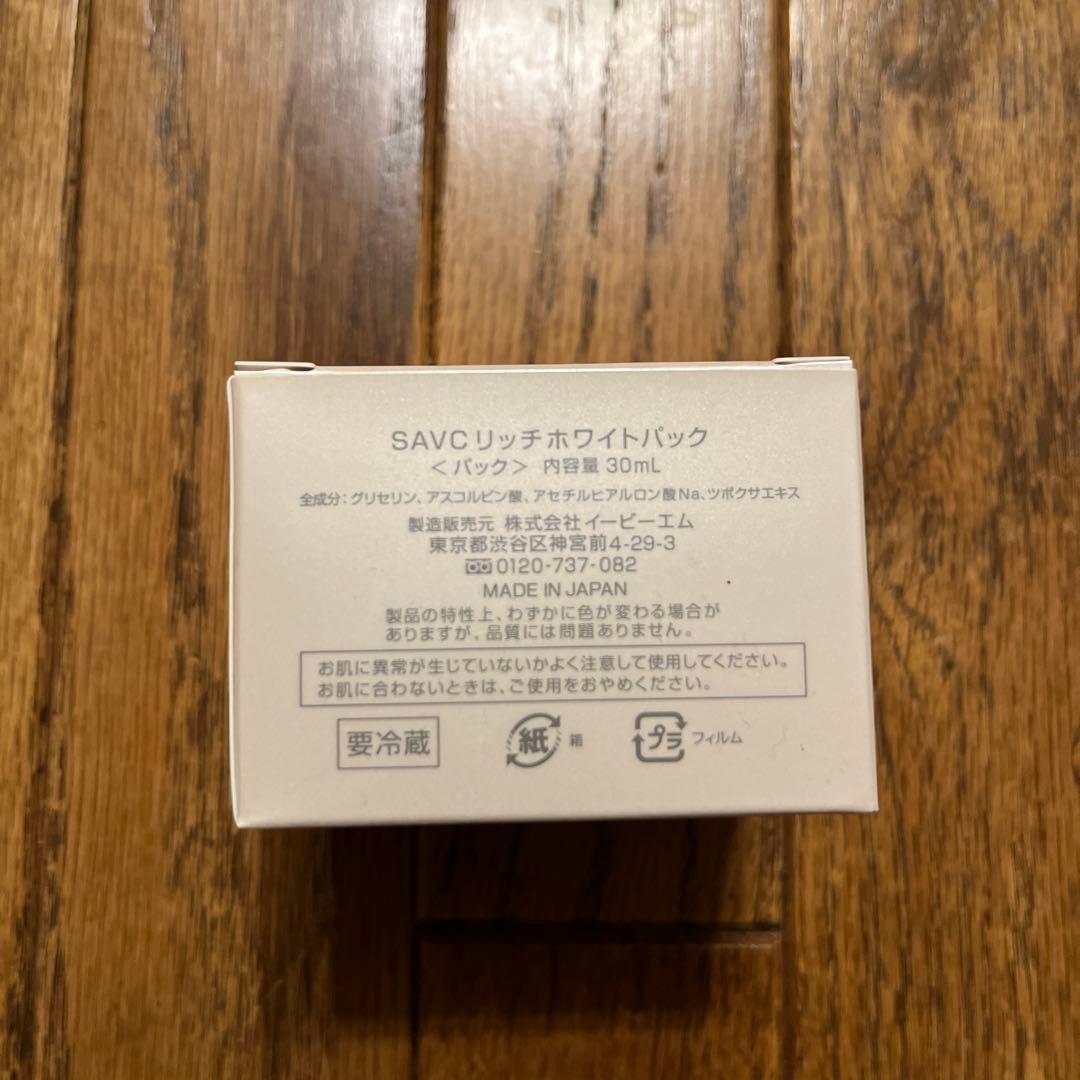 SAVCリッチホワイトパック
＜パック＞ 内容量 30mL
全成分：グリセリン、アスコルビン酸、アセチルヒアルロン酸Na、ツボクサエキス
製造販売元 株式会社イービーエム
東京都渋谷区神宮前4-29-3
0120-737-082
MADE IN JAPAN
製品の特性上、わずかに色が変わる場合が
ありますが、品質には問題ありません。
お肌に異常が生じていないかよく注意して使用してください。
お肌に合わないときは、ご使用をおやめください。
要冷蔵 紙 箱 プラ フィルム